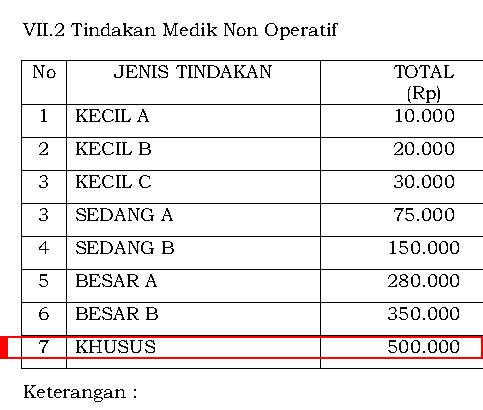 VII.2 Tindakan Medik Non Operatif
No JENIS TINDAKAN TOTAL
(Rp)
1 KECIL A 10.000
2 KECIL B 20.000
3 KECIL C 30.000
3 SEDANG A 75.000
4 SEDANG B 150.000
5 BESAR A 280.000
6 BESAR B 350.000
7 KHUSUS 500.000
Keterangan :